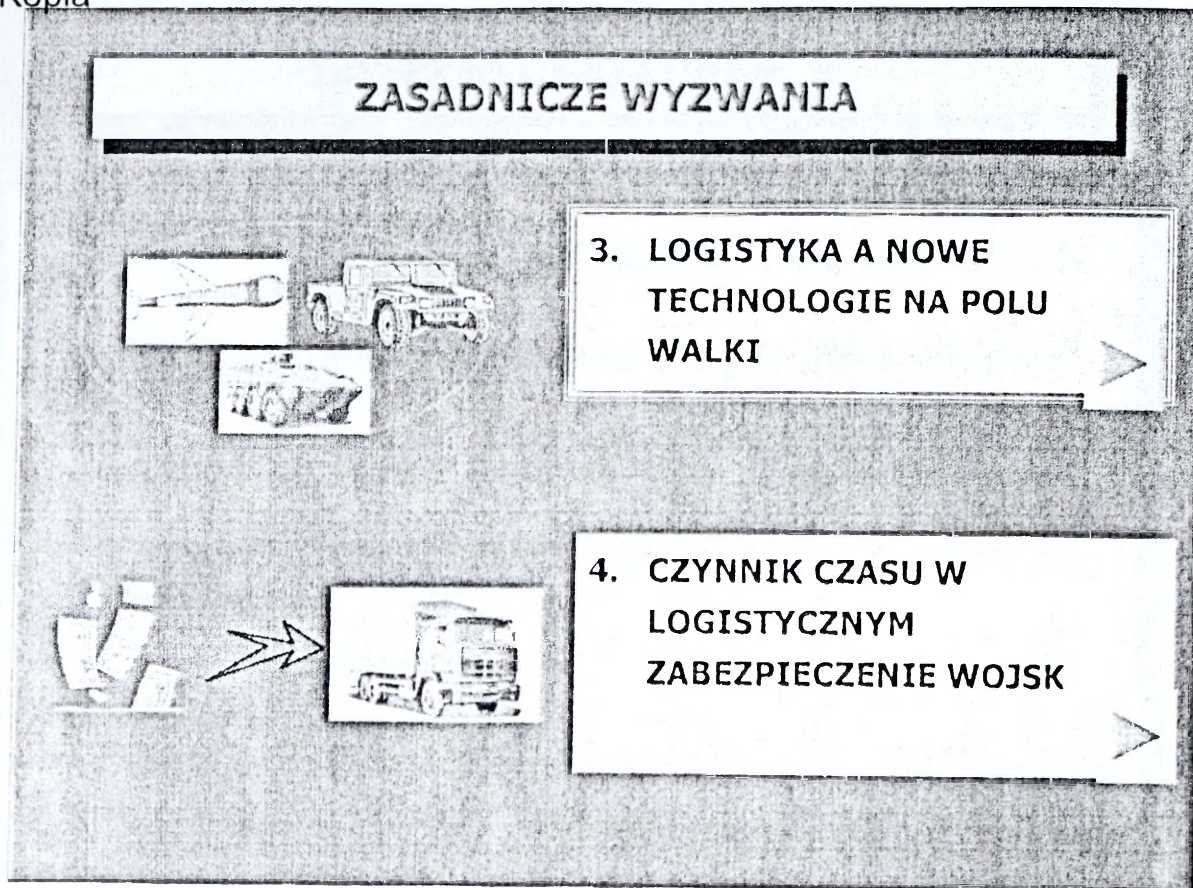 Kopia
ZASADNICZE WYZWANIA
3. LOGISTYKA A NOWE
TECHNOLOGIE NA POLU
WALKI
4. CZYNNIK CZASU W
LOGISTYCZNYM
ZABEZPIECZENIE WOJSK